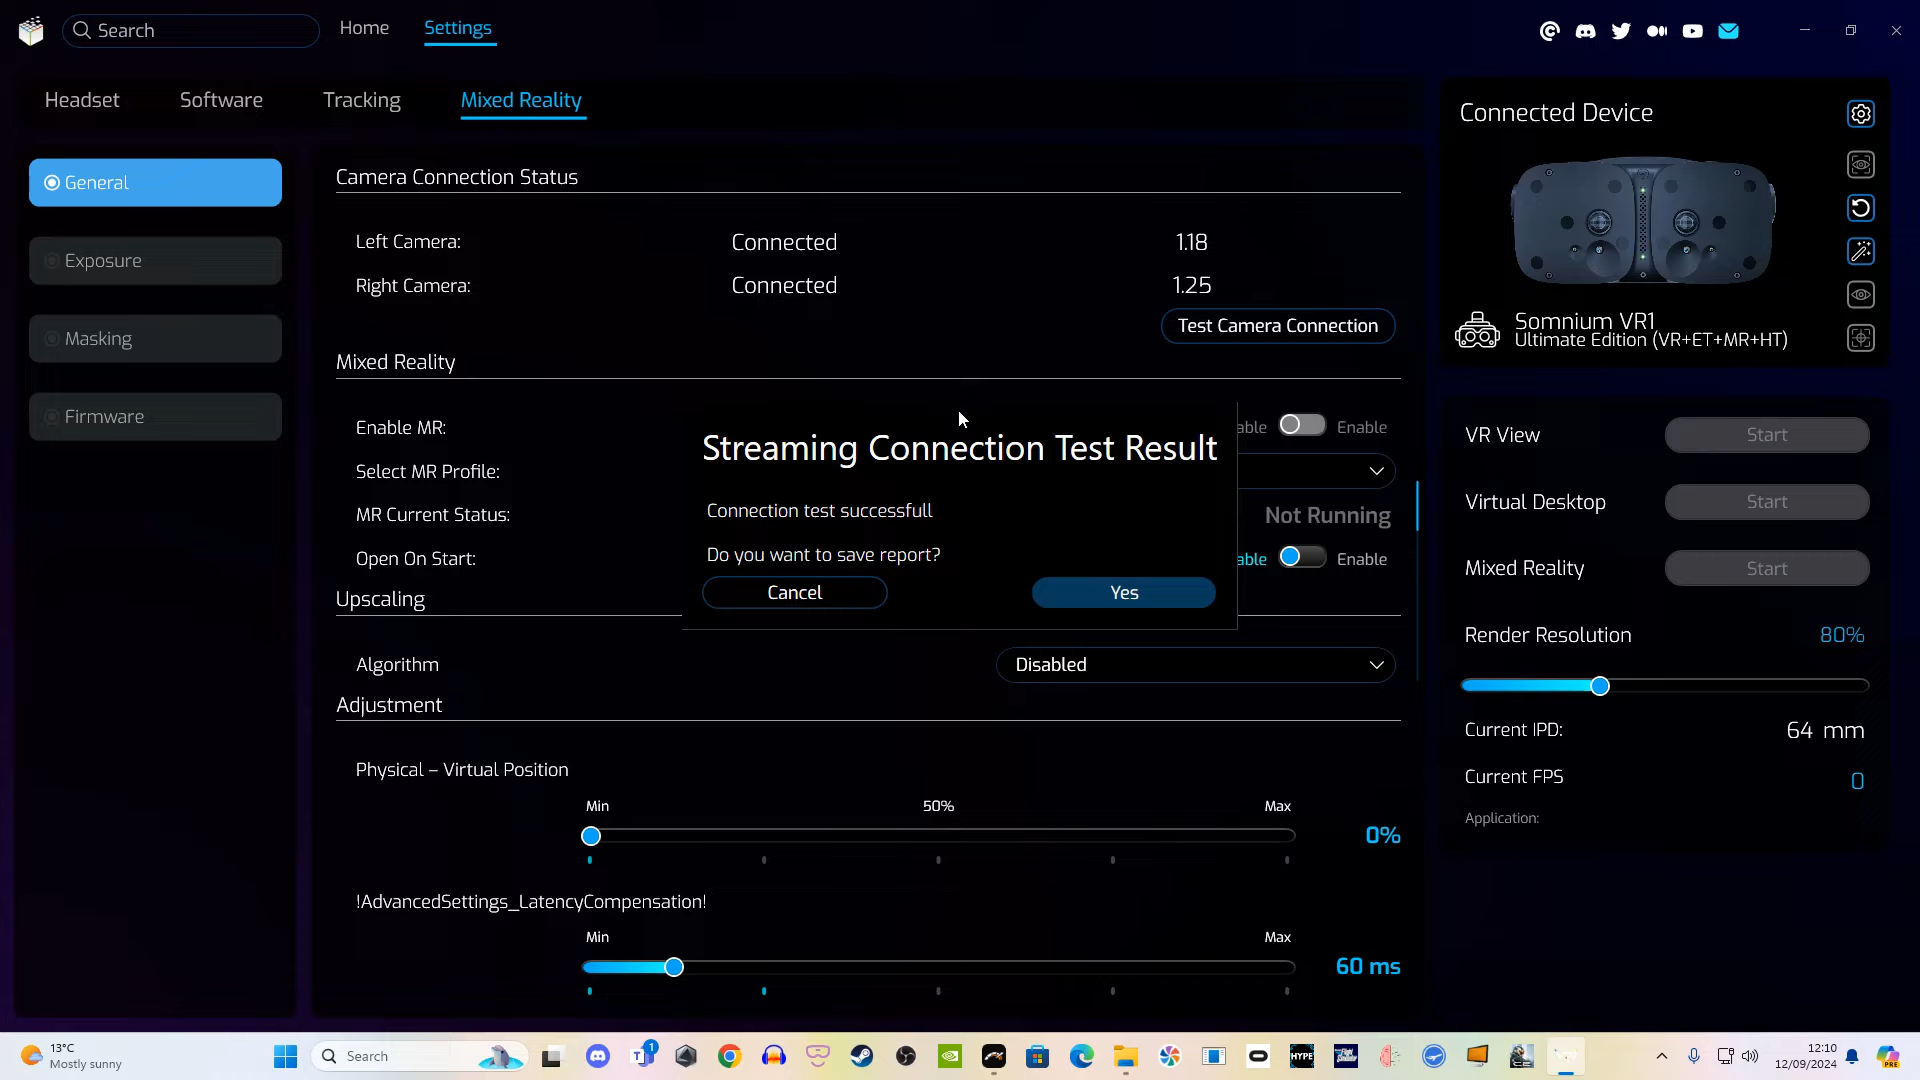 Search
Home
Settings
Headset
Software
Tracking
Mixed Reality
General
Exposure
Masking
Firmware
Camera Connection Status
Left Camera:
Connected
1.18
Right Camera:
Connected
1.25
Test Camera Connection
Mixed Reality
Enable MR:
able
Enable
Select MR Profile:
MR Current Status:
Not Running
Open On Start:
able
Enable
Streaming Connection Test Result
Connection test successfull
Do you want to save report?
Cancel
Yes
Upscaling
Algorithm
Disabled
Adjustment
Physical – Virtual Position
Min
50%
Max
0%
!AdvancedSettings_LatencyCompensation!
Min
Max
60 ms
Connected Device
Somnium VR1
Ultimate Edition (VR+ET+MR+HT)
VR View
Start
Virtual Desktop
Start
Mixed Reality
Start
Render Resolution
80%
Current IPD:
64 mm
Current FPS
0
Application:
13°C
Mostly sunny
Search
1
HYPE
12:10
12/09/2024
PRE